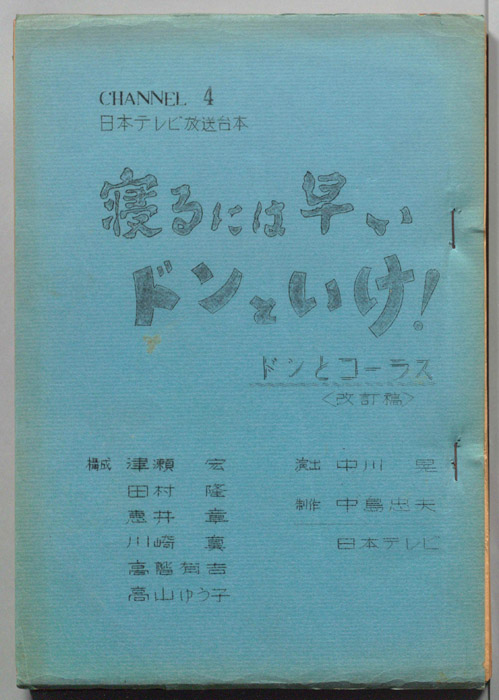 CHANNEL 4
日本テレビ放送台本
寝るには早い
ドンといけ!
ドンとコーラス
<改訂稿>
構成 津瀬 宏
田村 隆
惠井 章
川崎
高山ゆう子
演出 中川 晃
制作 中島忠夫
日本テレビ